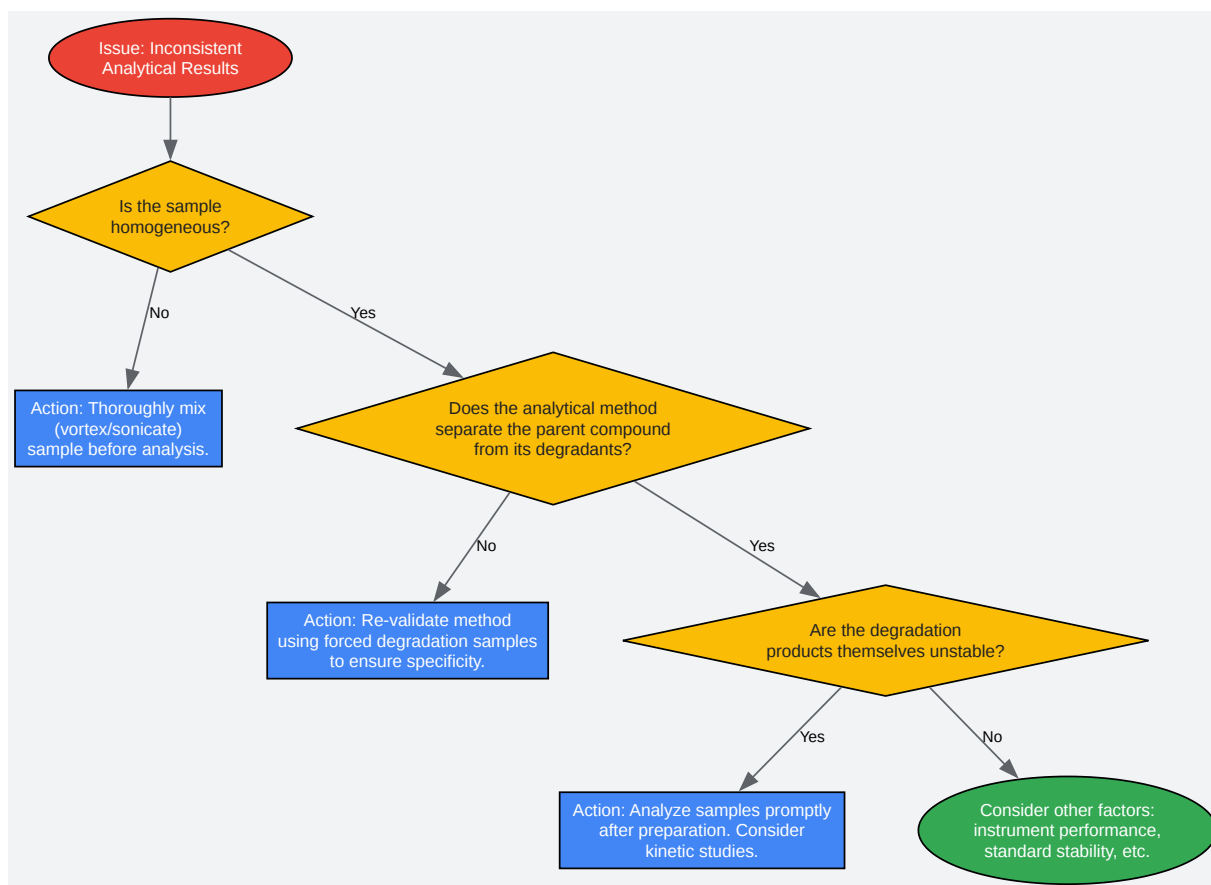 Issue: Inconsistent
Analytical Results
Is the sample
homogeneous?
No
Yes
Action: Thoroughly mix
(vortex/sonicate)
sample before analysis.
Does the analytical method
separate the parent compound
from its degradants?
No
Yes
Action: Re-validate method
using forced degradation samples
to ensure specificity.
Are the degradation
products themselves unstable?
Yes
No
Action: Analyze samples promptly
after preparation. Consider
kinetic studies.
Consider other factors:
instrument performance,
standard stability, etc.